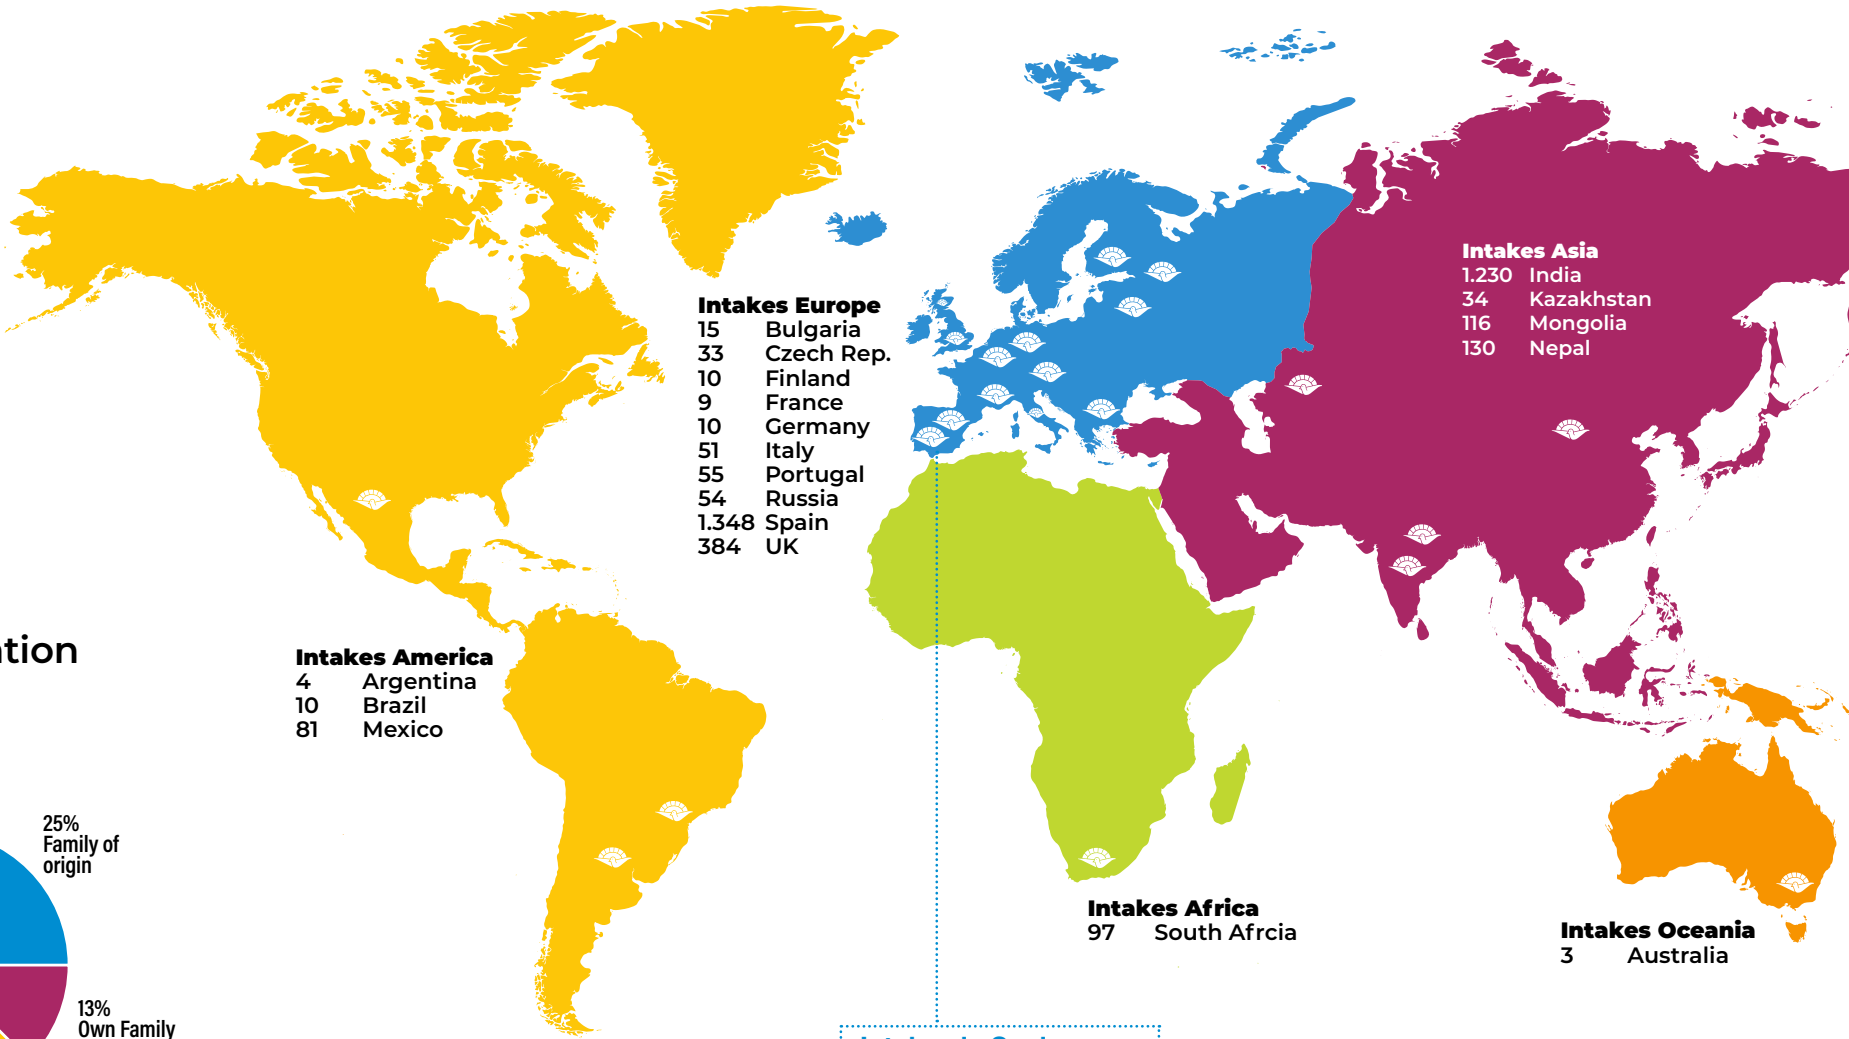 Intakes Europe
15 Bulgaria
33 Czech Rep.
10 Finland
9 France
10 Germany
51 Italy
55 Portugal
54 Russia
1.348 Spain
384 UK
Intakes Asia
1.230 India
34 Kazakhstan
116 Mongolia
130 Nepal
Intakes America
4 Argentina
10 Brazil
81 Mexico
25%
Family of
origin
13%
Own Family
Intakes Africa
97 South Afrcia
Intakes Oceania
3 Australia